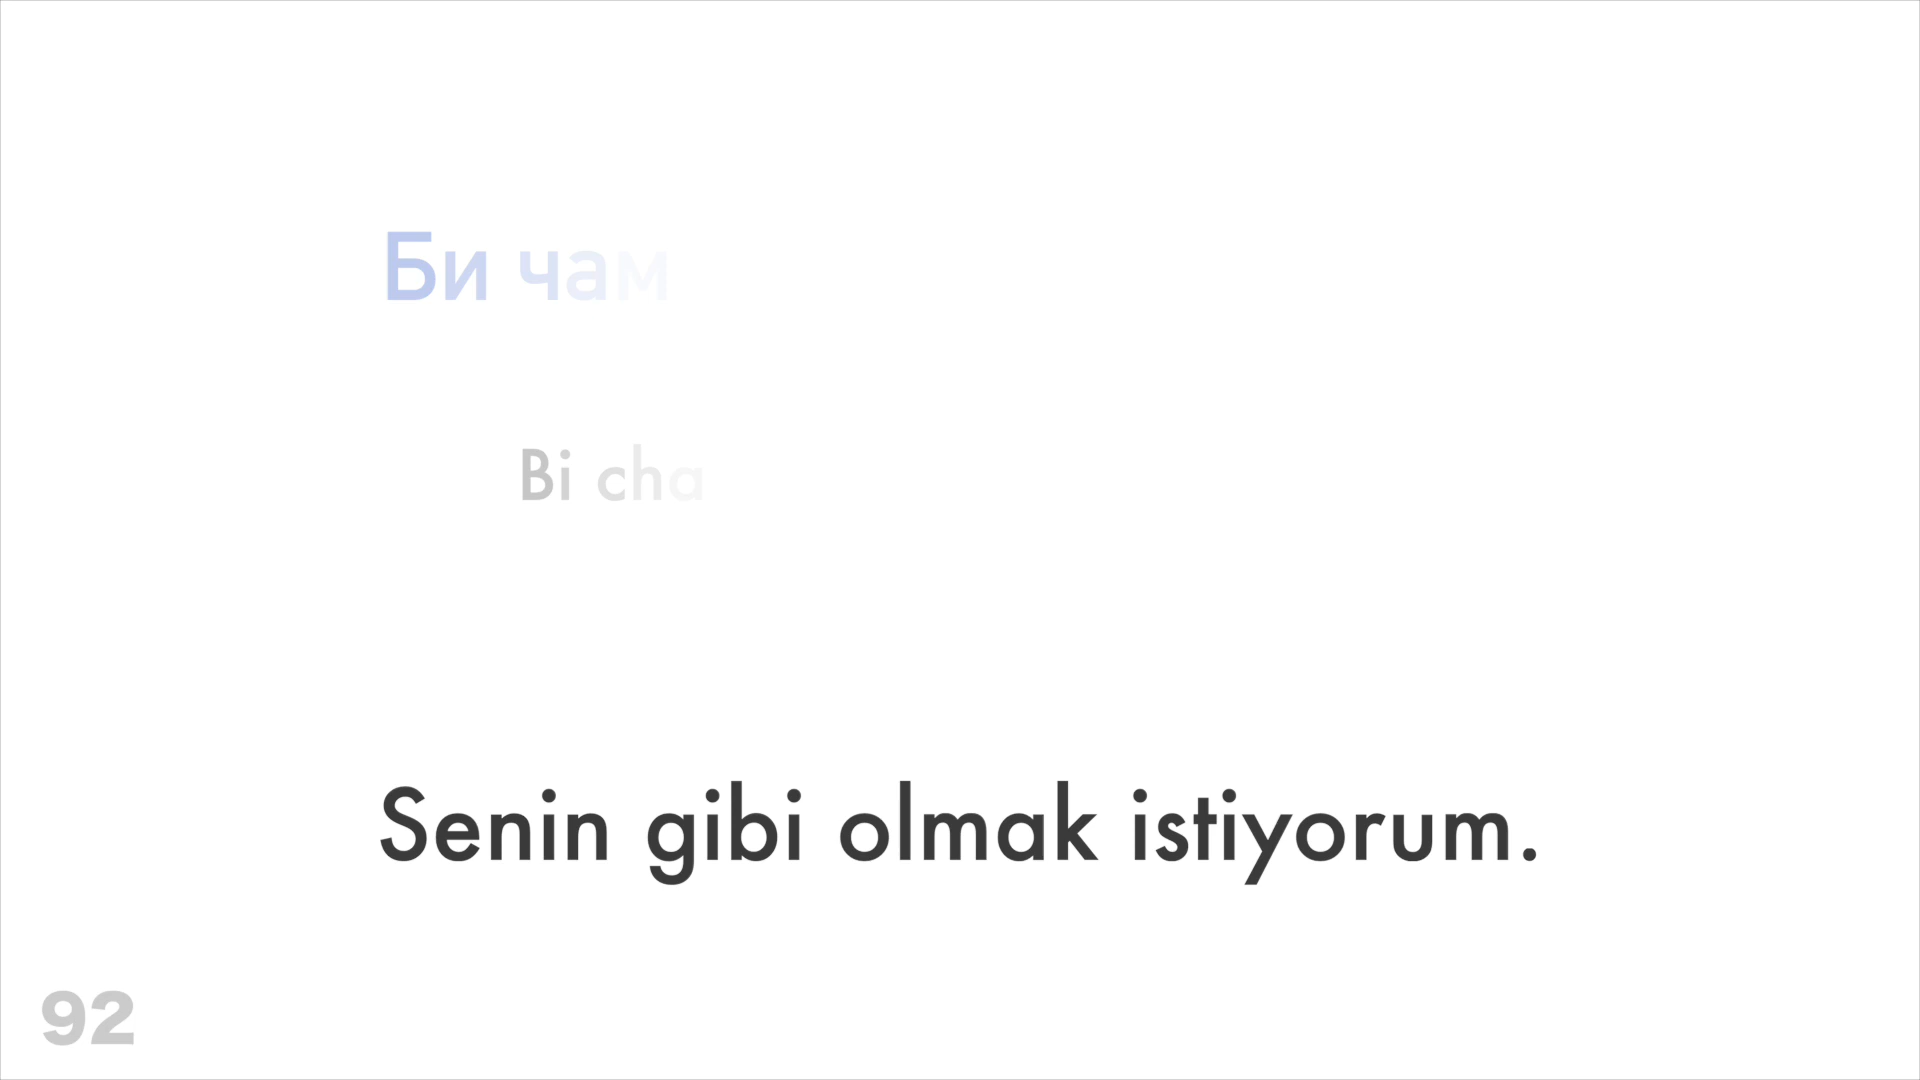 Би чам
Bi cha
Senin gibi olmak istiyorum.
92